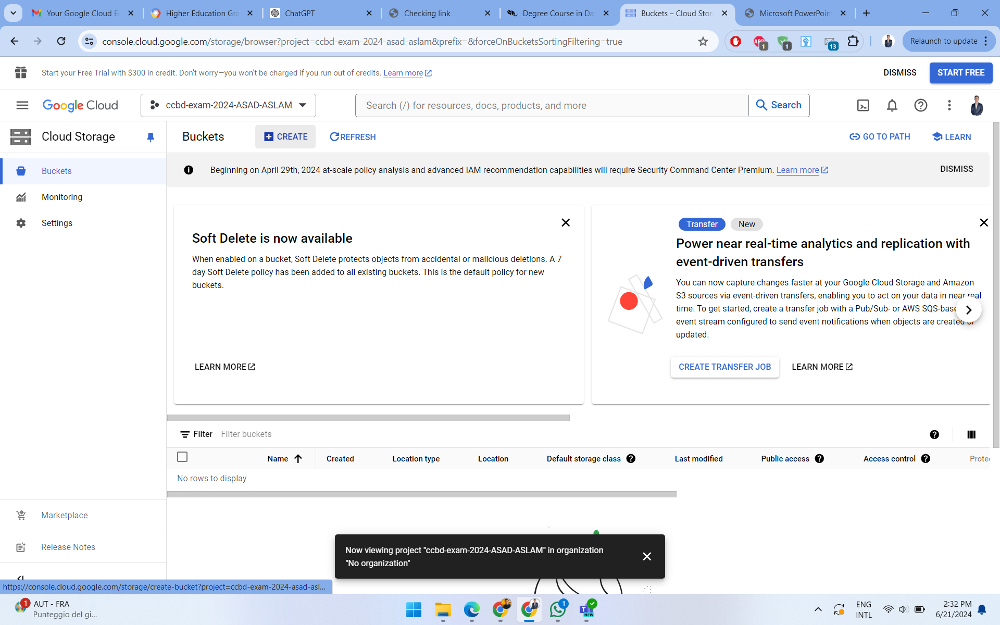 Your Google Cloud E
Higher Education Gra
ChatGPT
Checking link
Degree Course in Da
Buckets – Cloud Stor
Microsoft PowerPoin
console.cloud.google.com/storage/browser?project=ccbd-exam-2024-asad-aslam&prefix=&forceOnBucketsSortingFiltering=true
ABP
1
1
13
Relaunch to update
Start your Free Trial with $300 in credit. Don't worry—you won't be charged if you run out of credits. Learn more
DISMISS
START FREE
Google Cloud
ccbd-exam-2024-ASAD-ASLAM
Search (/) for resources, docs, products, and more
Search
Cloud Storage
Buckets
CREATE
REFRESH
GO TO PATH
LEARN
Buckets
Monitoring
Settings
Beginning on April 29th, 2024 at-scale policy analysis and advanced IAM recommendation capabilities will require Security Command Center Premium. Learn more
DISMISS
Soft Delete is now available
When enabled on a bucket, Soft Delete protects objects from accidental or malicious deletions. A 7
day Soft Delete policy has been added to all existing buckets. This is the default policy for new
buckets.
LEARN MORE
Transfer
New
Power near real-time analytics and replication with
event-driven transfers
You can now capture changes faster at your Google Cloud Storage and Amazon
S3 sources via event-driven transfers, enabling you to act on your data in near real
time. To get started, create a transfer job with a Pub/Sub- or AWS SQS-base
event stream configured to send event notifications when objects are created or
updated.
CREATE TRANSFER JOB
LEARN MORE
Filter
Filter buckets
Name
Created
Location type
Location
Default storage class
Last modified
Public access
Access control
Prote
No rows to display
Marketplace
Release Notes
Now viewing project "ccbd-exam-2024-ASAD-ASLAM" in organization
"No organization"
https://console.cloud.google.com/storage/create-bucket?project=ccbd-exam-2024-asad-asl...
1
AUT - FRA
Punteggio del gi...
1
NEW
ENG
INTL
2:32 PM
6/21/2024